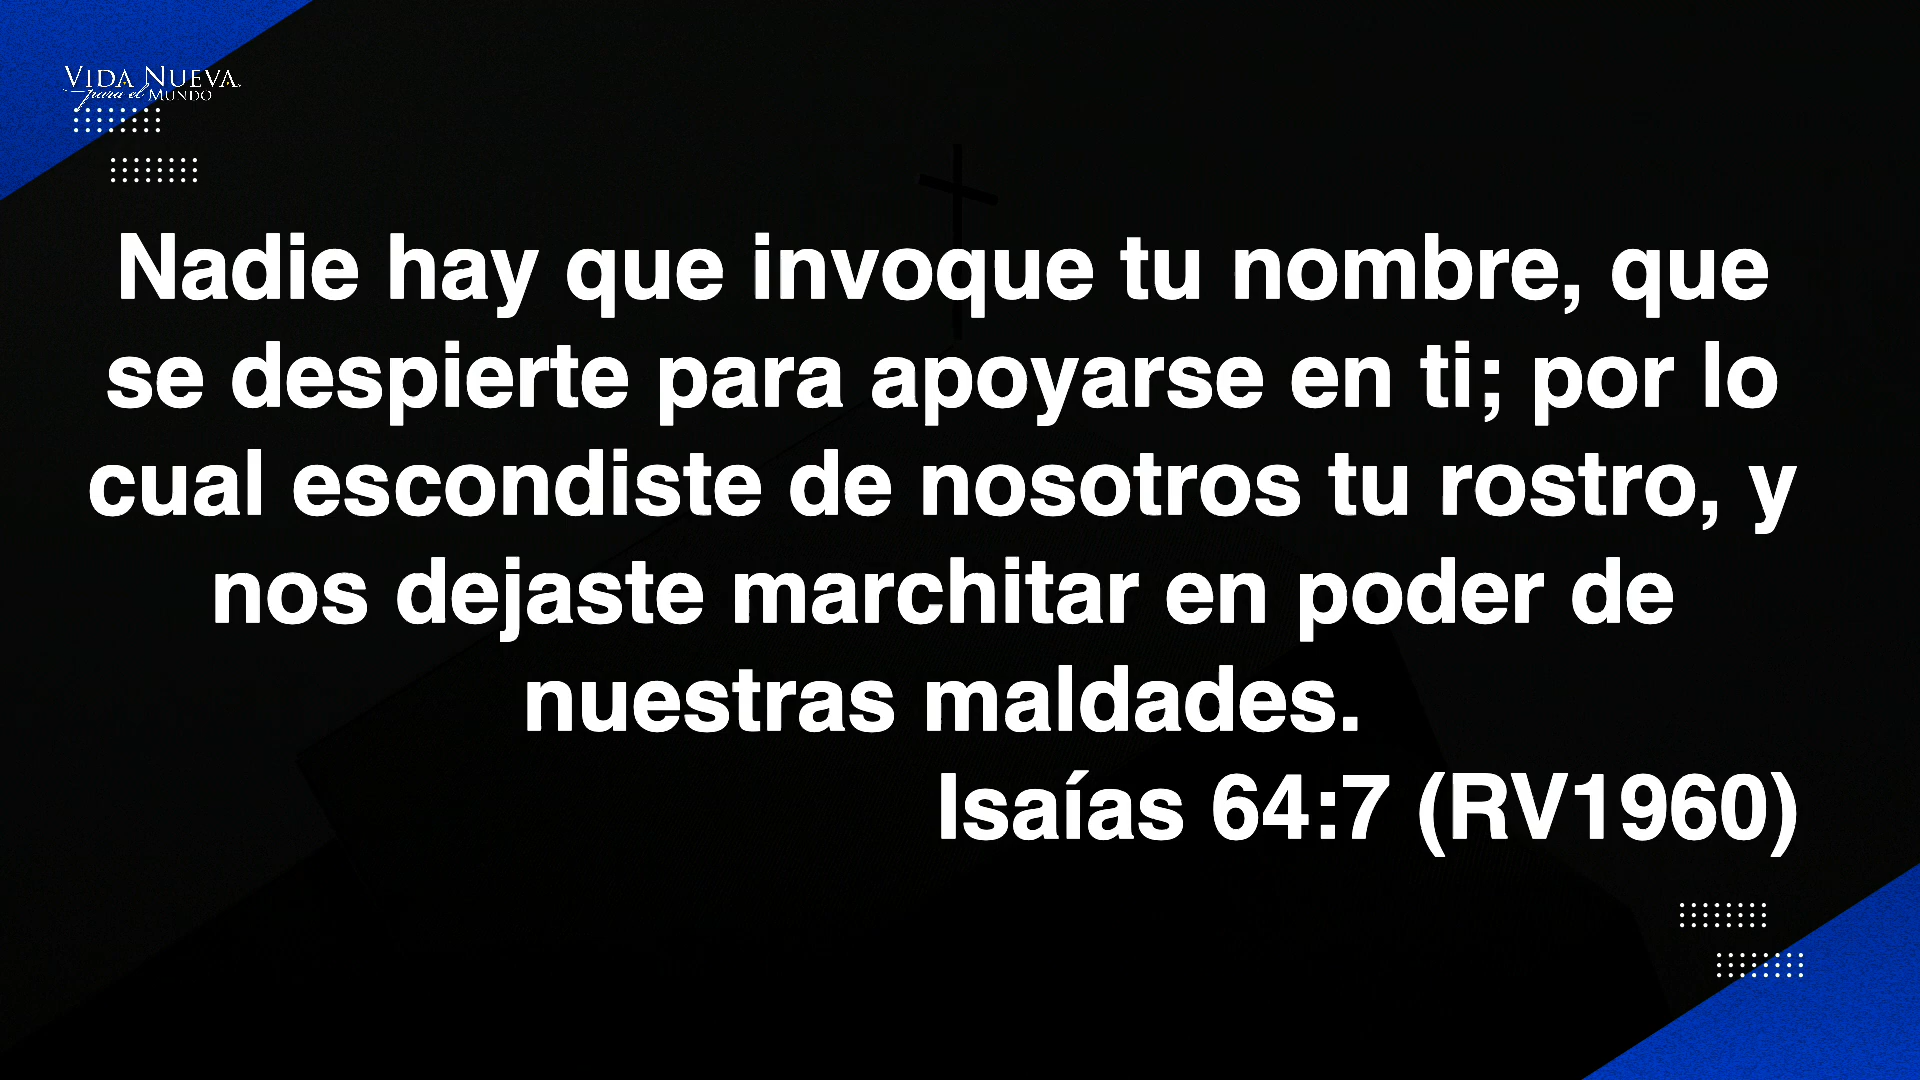 VIDA NUEVA
para el MUNDO
Nadie hay que invoque tu nombre, que
se despierte para apoyarse en ti; por lo
cual escondiste de nosotros tu rostro, y
nos dejaste marchitar en poder de
nuestras maldades.
Isaías 64:7 (RV1960)